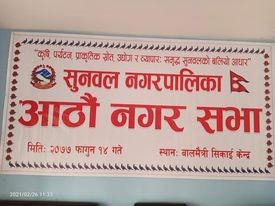 "कृषि, पर्यटन, प्राकृतिक स्रोत, उद्योग र व्यापारः समृद्ध सुनवलको बलियो आधार"
सुनवल नगरपालिका
आठौं नगर सभा
मितिः २०७७ फागुन १४ गते
स्थानः बालमैत्री सिकाई केन्द्र
2021/02/26 11:33